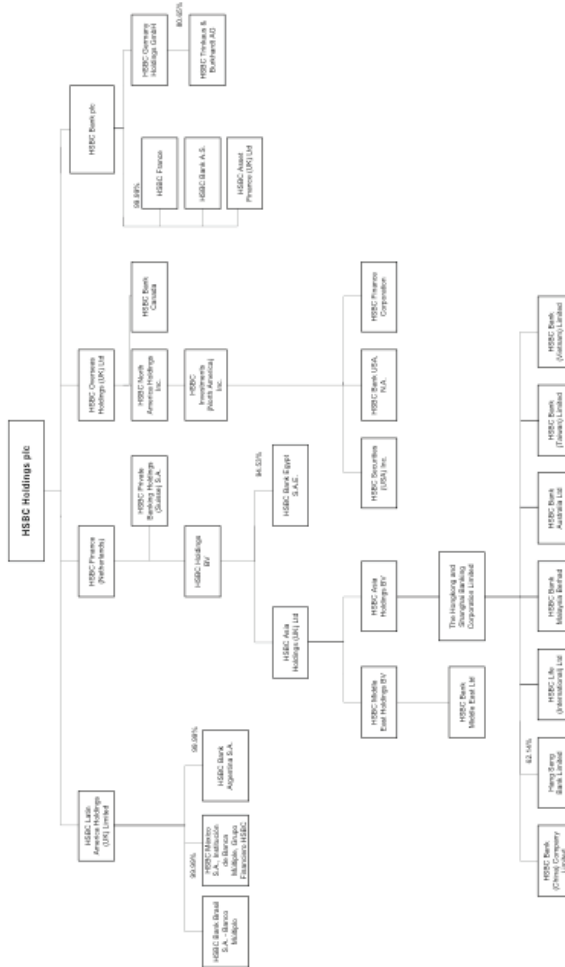 HSBC Holdings plc
HSBC Latin
America Holdings
(UK) Limited
HSBC Finance
(Netherlands)
HSBC Overseas
Holdings (UK) Ltd
HSBC Bank plc
HSBC Private
Banking Holdings
(Suisse) S.A.
HSBC North
America Holdings
Inc.
HSBC Bank
Canada
99.99%
HSBC France
HSBC Germany
Holdings GmbH
80.65%
HSBC Holdings
BV
HSBC
Investments
(North America)
Inc.
HSBC Bank A.S.
HSBC Trinkaus &
Burkhardt AG
HSBC Asset
Finance (UK) Ltd
99.99%
HSBC Bank Brasil
S.A. - Banco
Múltiplo
HSBC Mexico
S.A., Institución
de Banca
Múltiple, Grupo
Financiero HSBC
99.99%
HSBC Bank
Argentina S.A.
HSBC Asia
Holdings (UK) Ltd
94.53%
HSBC Bank Egypt
S.A.E.
HSBC Middle
East Holdings BV
HSBC Asia
Holdings BV
HSBC Securities
(USA) Inc.
HSBC Bank USA,
N.A.
HSBC Finance
Corporation
HSBC Bank
Middle East Ltd
The Hongkong and
Shanghai Banking
Corporation Limited
HSBC Bank
(China) Company
Limited
62.14%
Hang Seng
Bank Limited
HSBC Life
(International) Ltd
HSBC Bank
Malaysia Berhad
HSBC Bank
Australia Ltd
HSBC Bank
(Taiwan) Limited
HSBC Bank
(Vietnam) Limited